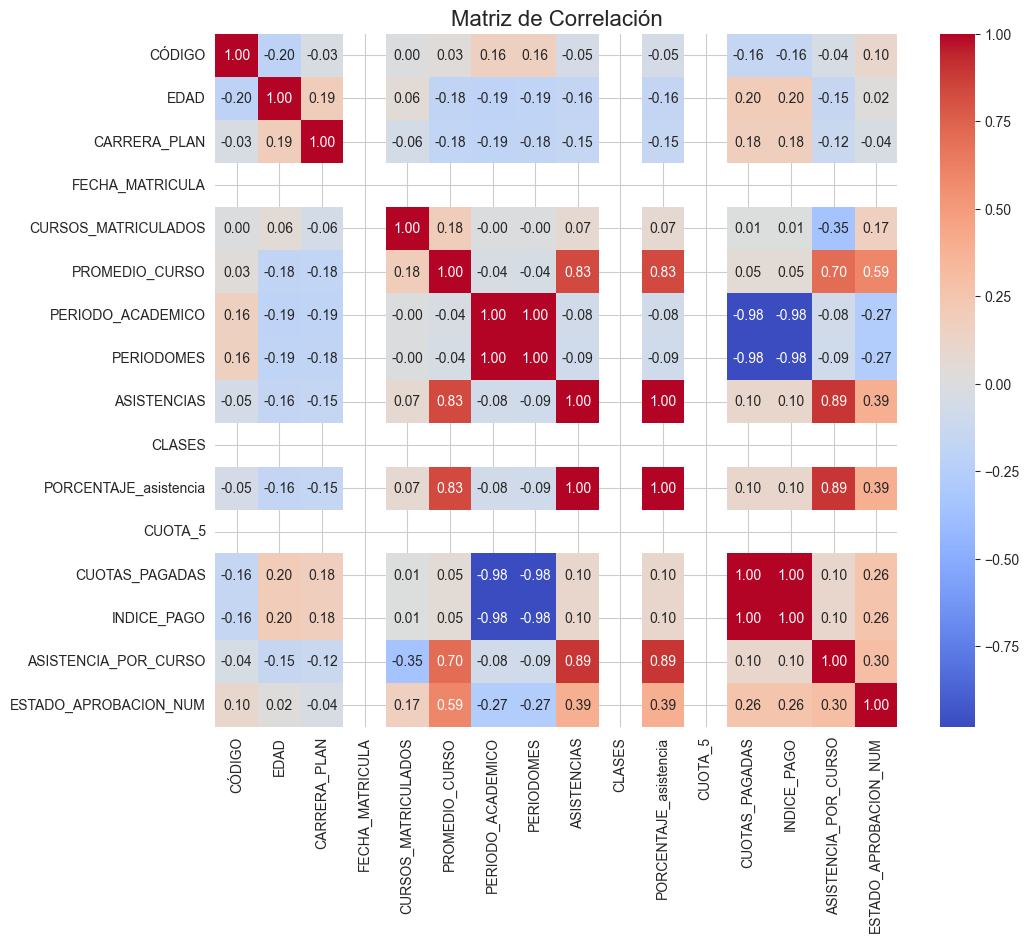 Matriz de Correlación
CÓDIGO 1.00 -0.20 -0.03 0.00 0.03 0.16 0.16 -0.05 -0.05 -0.16 -0.16 -0.04 0.10
EDAD -0.20 1.00 0.19 0.06 -0.18 -0.19 -0.19 -0.16 -0.16 0.20 0.20 -0.15 0.02
CARRERA_PLAN -0.03 0.19 1.00 -0.06 -0.18 -0.19 -0.18 -0.15 -0.15 0.18 0.18 -0.12 -0.04
FECHA_MATRICULA
CURSOS_MATRICULADOS 0.00 0.06 -0.06 1.00 0.18 -0.00 -0.00 0.07 0.07 0.01 0.01 -0.35 0.17
PROMEDIO_CURSO 0.03 -0.18 -0.18 0.18 1.00 -0.04 -0.04 0.83 0.83 0.05 0.05 0.70 0.59
PERIODO_ACADEMICO 0.16 -0.19 -0.19 -0.00 -0.04 1.00 1.00 -0.08 -0.08 -0.98 -0.98 -0.08 -0.27
PERIODOMES 0.16 -0.19 -0.18 -0.00 -0.04 1.00 1.00 -0.09 -0.09 -0.98 -0.98 -0.09 -0.27
ASISTENCIAS -0.05 -0.16 -0.15 0.07 0.83 -0.08 -0.09 1.00 1.00 0.10 0.10 0.89 0.39
CLASES
PORCENTAJE_asistencia -0.05 -0.16 -0.15 0.07 0.83 -0.08 -0.09 1.00 1.00 0.10 0.10 0.89 0.39
CUOTA_5
CUOTAS_PAGADAS -0.16 0.20 0.18 0.01 0.05 -0.98 -0.98 0.10 0.10 1.00 1.00 0.10 0.26
INDICE_PAGO -0.16 0.20 0.18 0.01 0.05 -0.98 -0.98 0.10 0.10 1.00 1.00 0.10 0.26
ASISTENCIA_POR_CURSO -0.04 -0.15 -0.12 -0.35 0.70 -0.08 -0.09 0.89 0.89 0.10 0.10 1.00 0.30
ESTADO_APROBACION_NUM 0.10 0.02 -0.04 0.17 0.59 -0.27 -0.27 0.39 0.39 0.26 0.26 0.30 1.00
CÓDIGO
EDAD
CARRERA_PLAN
FECHA_MATRICULA
CURSOS_MATRICULADOS
PROMEDIO_CURSO
PERIODO_ACADEMICO
PERIODOMES
ASISTENCIAS
CLASES
PORCENTAJE_asistencia
CUOTA_5
CUOTAS_PAGADAS
INDICE_PAGO
ASISTENCIA_POR_CURSO
ESTADO_APROBACION_NUM
1.00
0.75
0.50
0.25
0.00
−0.25
−0.50
−0.75